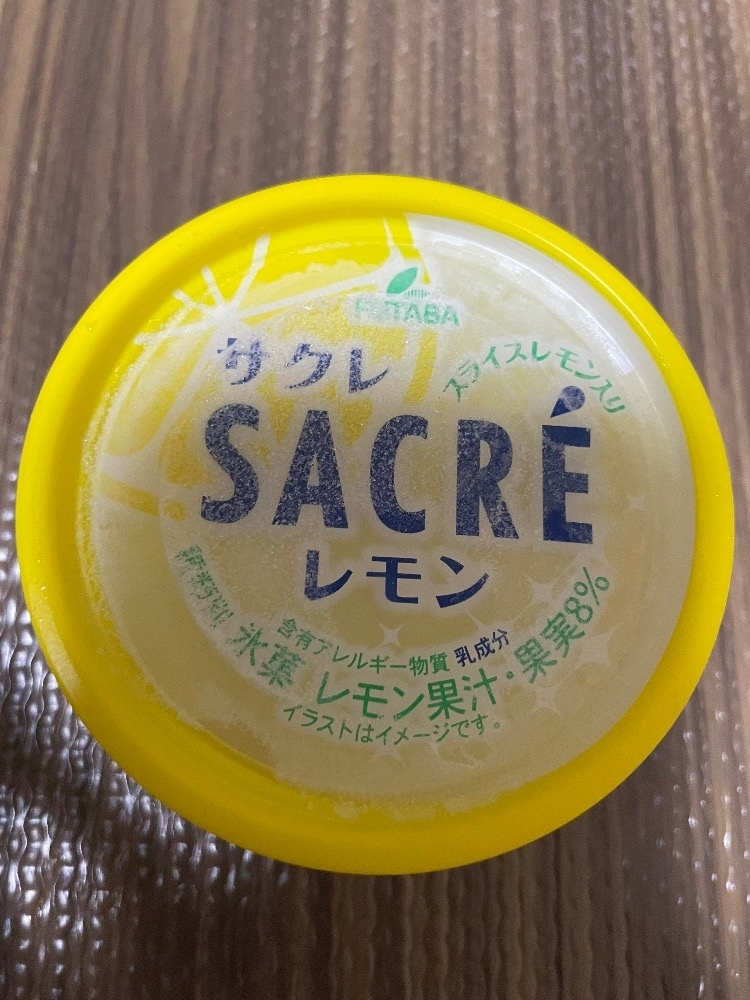 FUTABA
サクレ
スライスレモン入り
SACRÉ
レモン
氷菓
含有アレルギー物質 乳成分
レモン果汁・果実8%
イラストはイメージです。